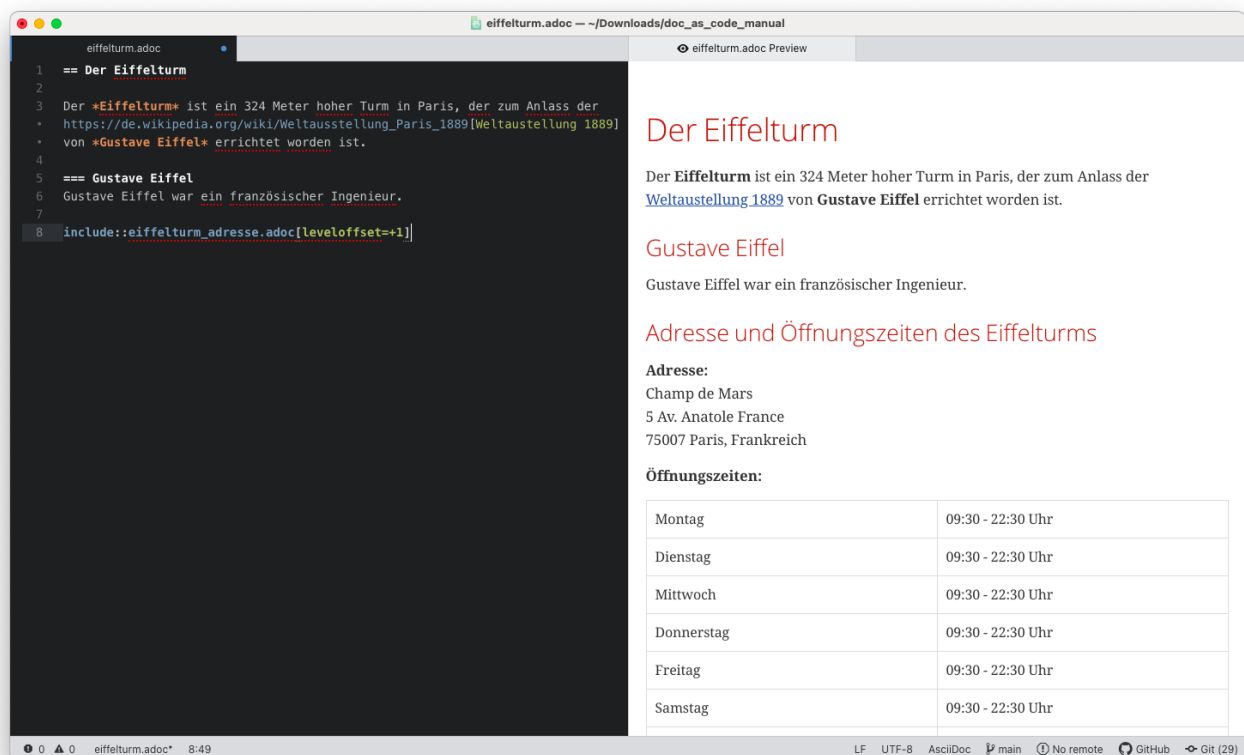 eiffelturm.adoc — ~/Downloads/doc_as_code_manual
eiffelturm.adoc
eiffelturm.adoc Preview
1 == Der Eiffelturm
2
3 Der *Eiffelturm* ist ein 324 Meter hoher Turm in Paris, der zum Anlass der
• https://de.wikipedia.org/wiki/Weltausstellung_Paris_1889[Weltaustellung 1889]
• von *Gustave Eiffel* errichtet worden ist.
4
5 === Gustave Eiffel
6 Gustave Eiffel war ein französischer Ingenieur.
7
8 include::eiffelturm_adresse.adoc[leveloffset=+1]
Der Eiffelturm
Der Eiffelturm ist ein 324 Meter hoher Turm in Paris, der zum Anlass der
Weltaustellung 1889 von Gustave Eiffel errichtet worden ist.
Gustave Eiffel
Gustave Eiffel war ein französischer Ingenieur.
Adresse und Öffnungszeiten des Eiffelturms
Adresse:
Champ de Mars
5 Av. Anatole France
75007 Paris, Frankreich
Öffnungszeiten:
Montag 09:30 - 22:30 Uhr
Dienstag 09:30 - 22:30 Uhr
Mittwoch 09:30 - 22:30 Uhr
Donnerstag 09:30 - 22:30 Uhr
Freitag 09:30 - 22:30 Uhr
Samstag 09:30 - 22:30 Uhr
0 0 eiffelturm.adoc* 8:49 LF UTF-8 AsciiDoc main No remote GitHub Git (29)